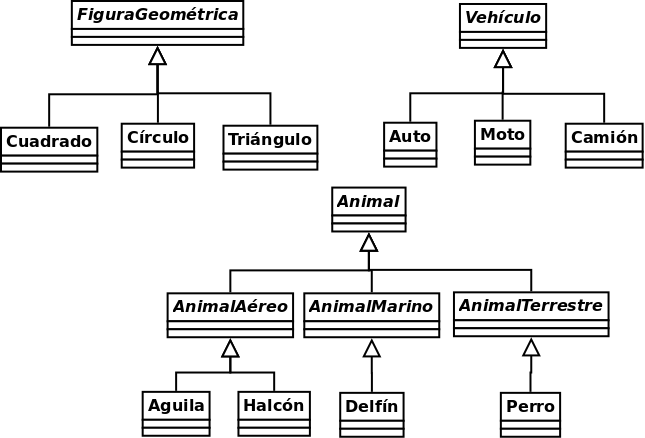 FiguraGeométrica
Vehículo
Cuadrado
Círculo
Triángulo
Auto
Moto
Camión
Animal
AnimalAéreo
AnimalMarino
AnimalTerrestre
Aguila
Halcón
Delfín
Perro